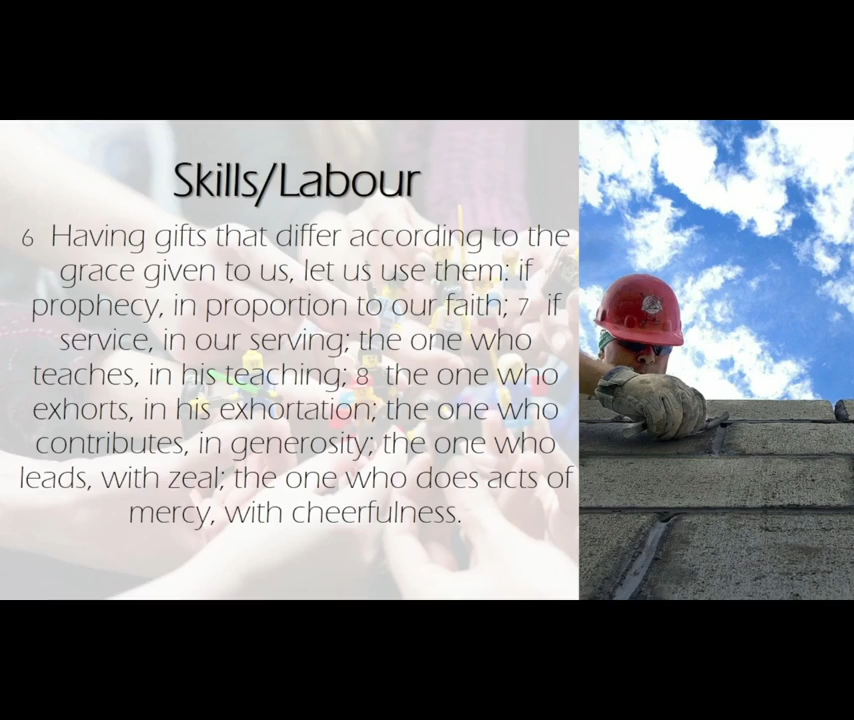 Skills/Labour
6 Having gifts that differ according to the
grace given to us, let us use them: if
prophecy, in proportion to our faith; 7 if
service, in our serving; the one who
teaches, in his teaching; 8 the one who
exhorts, in his exhortation; the one who
contributes, in generosity; the one who
leads, with zeal; the one who does acts of
mercy, with cheerfulness.